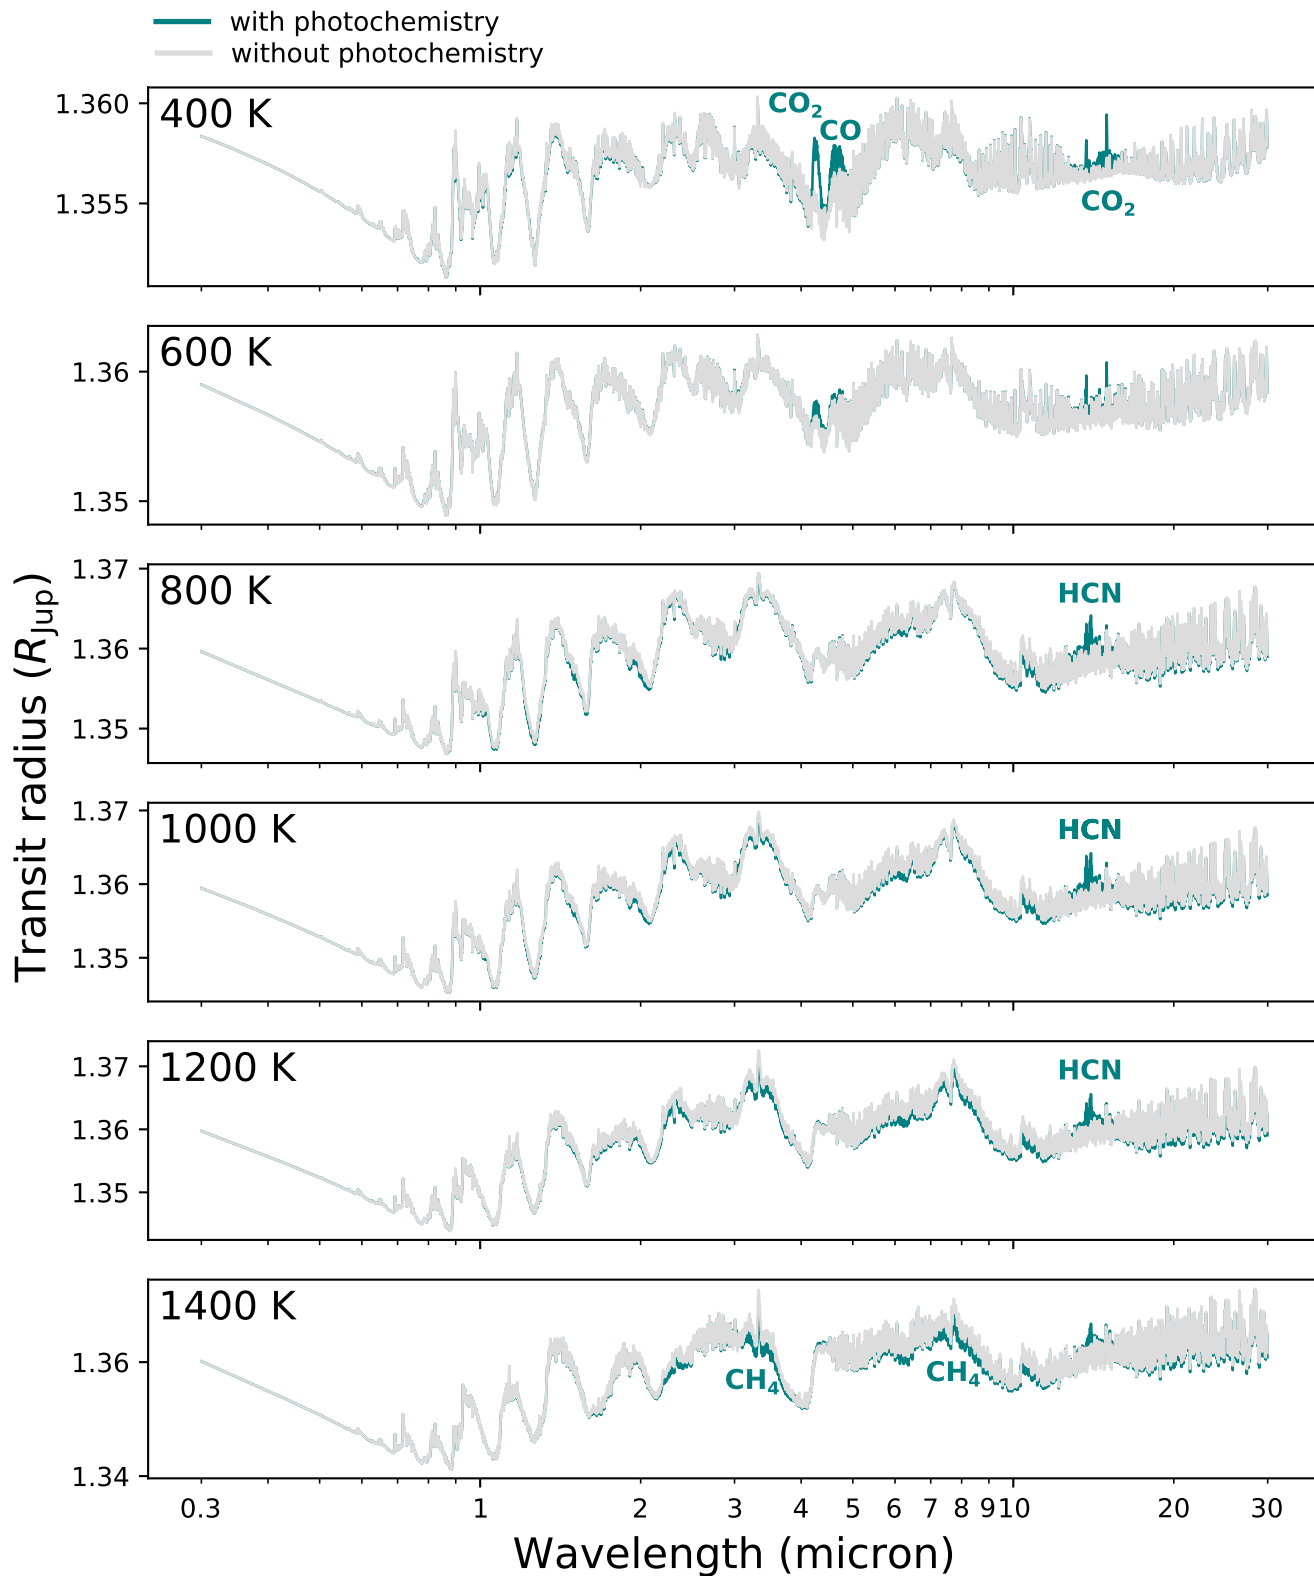 with photochemistry
without photochemistry
400 K
1.360
1.355
CO₂
CO
CO₂
600 K
1.36
1.35
800 K
1.37
1.36
1.35
HCN
1000 K
1.37
1.36
1.35
HCN
1200 K
1.37
1.36
1.35
HCN
1400 K
1.36
1.34
CH₄
CH₄
0.3 1 2 3 4 5 6 7 8 9 10 20 30
Wavelength (micron)
Transit radius (R_Jup)